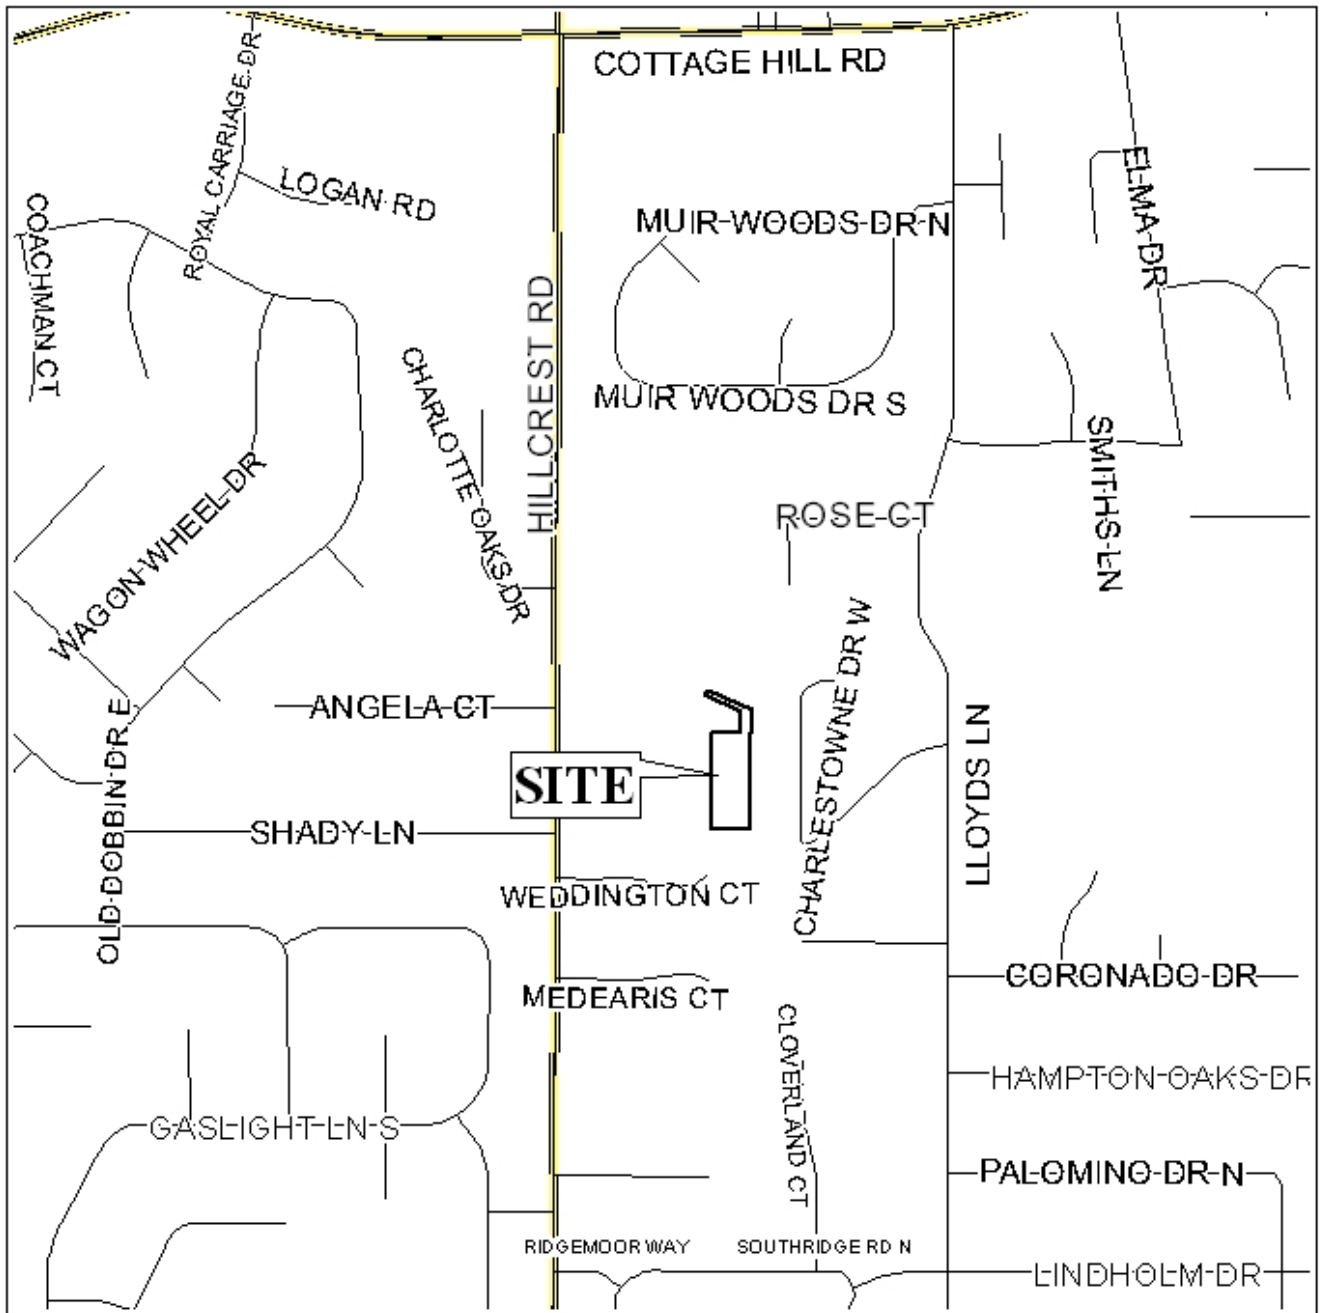 COTTAGE HILL RD
ROYAL CARRIAGE DR
LOGAN RD
COACHMAN CT
MUIR WOODS DR N
ELMA DR
HILLCREST RD
CHARLOTTE OAKS DR
MUIR WOODS DR S
SMITHS LN
WAGON WHEEL DR
ROSE CT
CHARLESTOWNE DR W
ANGELA CT
OLD DOBBIN DR E
LLOYDS LN
SITE
SHADY LN
WEDDINGTON CT
CORONADO DR
MEDEARIS CT
CLOVERLAND CT
HAMPTON OAKS DR
GASLIGHT LN S
PALOMINO DR N
RIDGEMOOR WAY
SOUTHRIDGE RD N
LINDHOLM DR